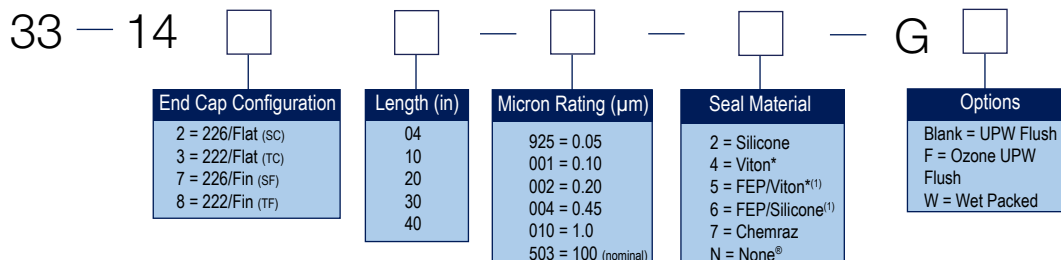 33 — 14 — — — G
End Cap Configuration
2 = 226/Flat (SC)
3 = 222/Flat (TC)
7 = 226/Fin (SF)
8 = 222/Fin (TF)
Length (in)
04
10
20
30
40
Micron Rating (µm)
925 = 0.05
001 = 0.10
002 = 0.20
004 = 0.45
010 = 1.0
503 = 100 (nominal)
Seal Material
2 = Silicone
4 = Viton*
5 = FEP/Viton*(1)
6 = FEP/Silicone(1)
7 = Chemraz
N = None®
Options
Blank = UPW Flush
F = Ozone UPW
Flush
W = Wet Packed